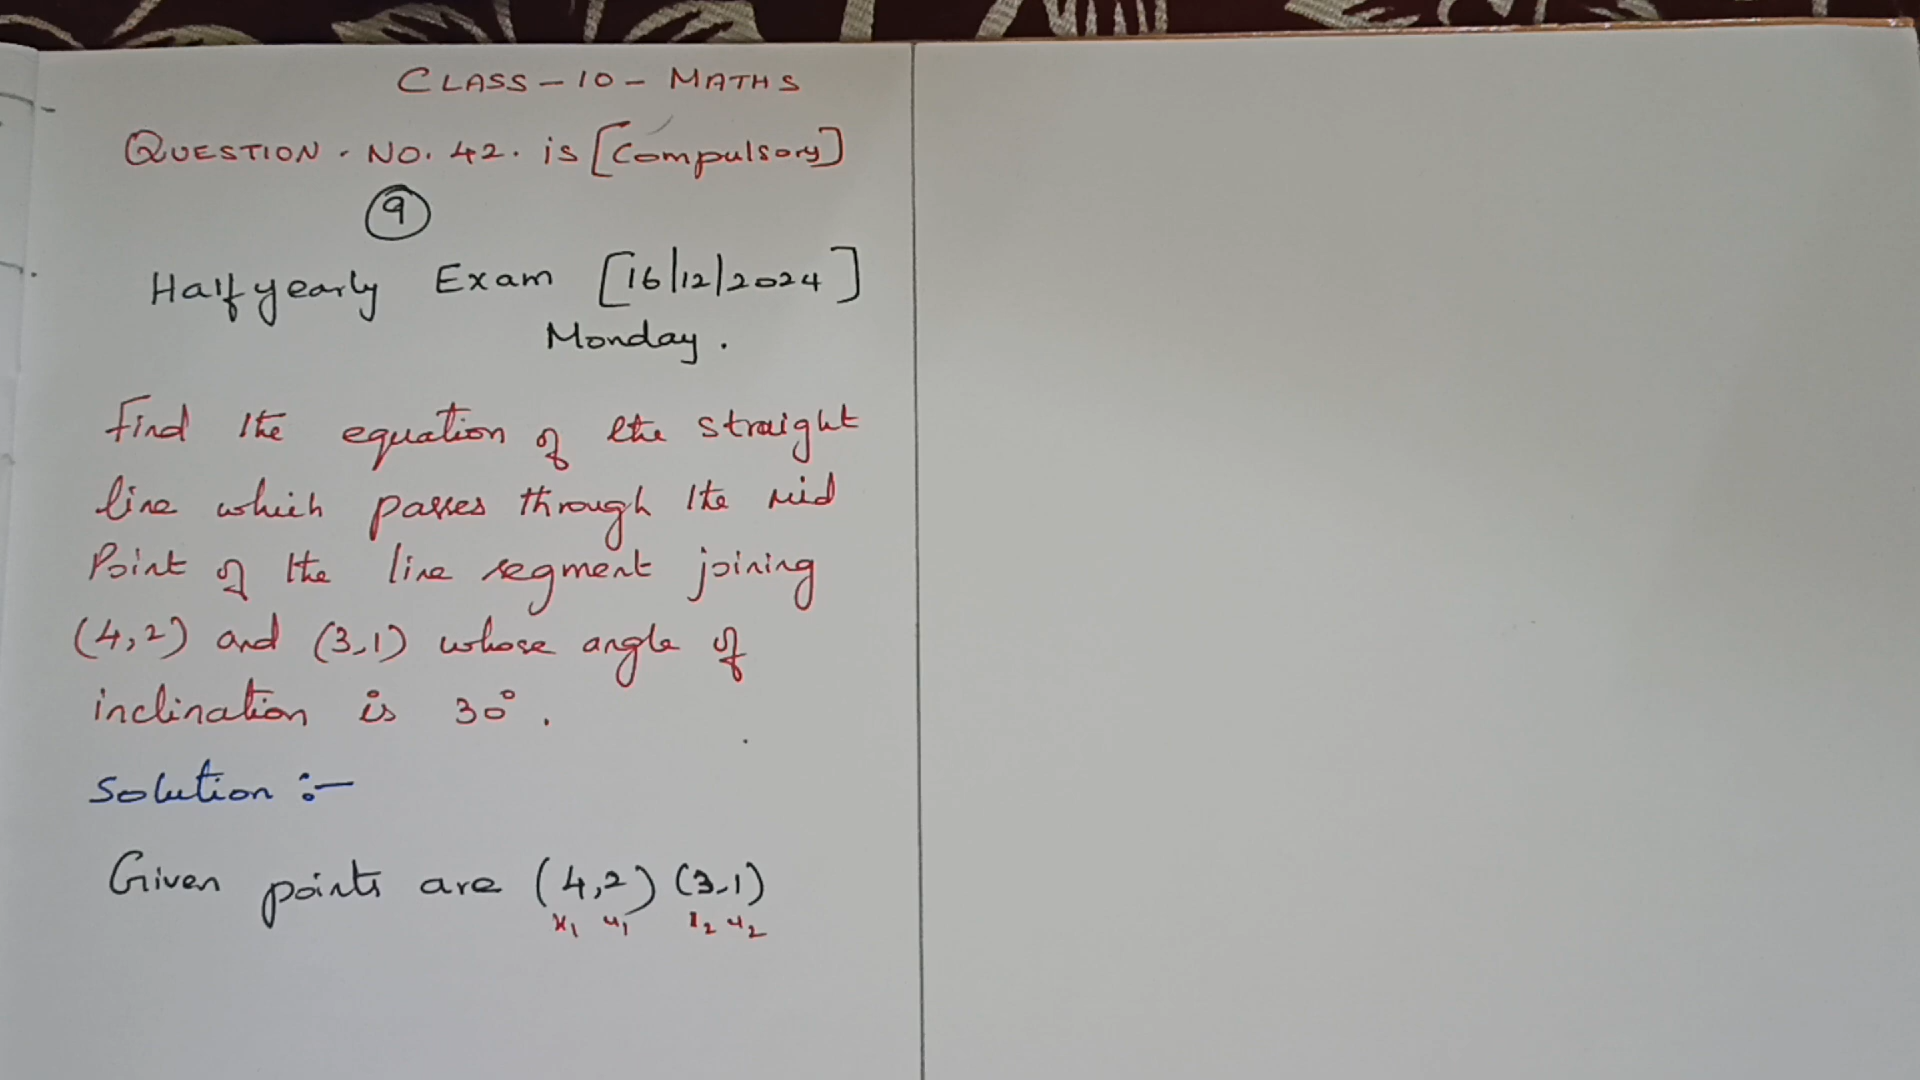 CLASS - 10 - MATHS
QUESTION. NO. 42. is [Compulsory]
9
Halfyearly Exam [16/12/2024]
Monday.
Find the equation of the straight
line which passes through the mid
Point of the line segment joining
(4,2) and (3,1) whose angle of
inclination is 30°.
Solution :-
Given points are (4,2) (3,1)
x₁ y₁ x₂ y₂